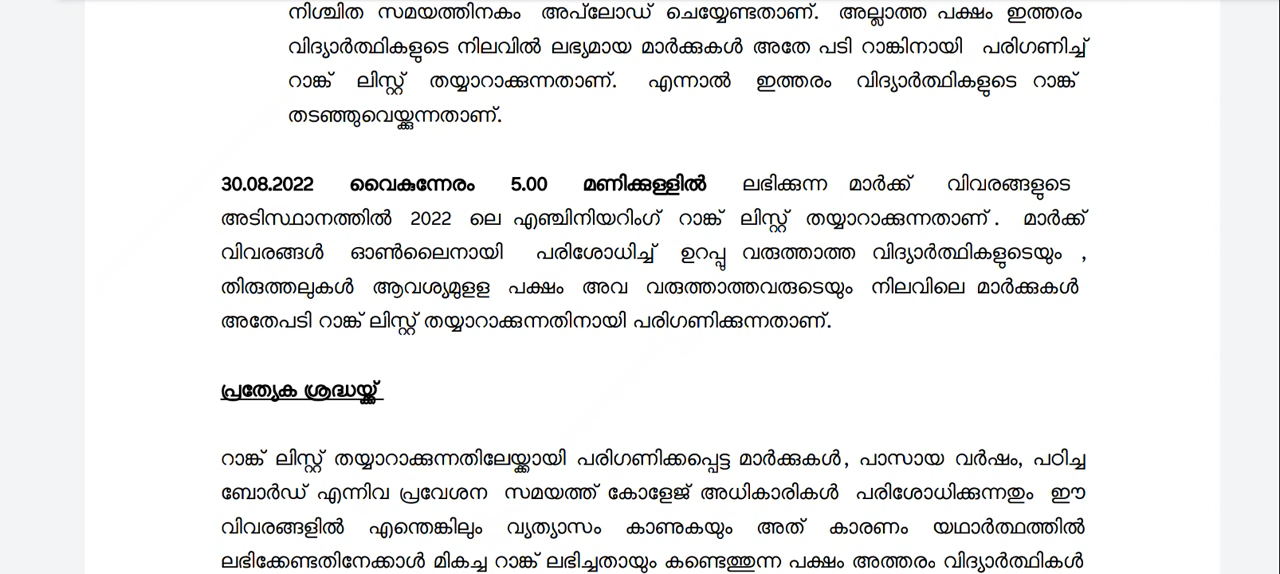 നിശ്ചിത സമയത്തിനകം അപ്‌ലോഡ് ചെയ്യേണ്ടതാണ്. അല്ലാത്ത പക്ഷം ഇത്തരം
വിദ്യാർത്ഥികളുടെ നിലവിൽ ലഭ്യമായ മാർക്കുകൾ അതേ പടി റാങ്കിനായി പരിഗണിച്ച്
റാങ്ക് ലിസ്റ്റ് തയ്യാറാക്കുന്നതാണ്. എന്നാൽ ഇത്തരം വിദ്യാർത്ഥികളുടെ റാങ്ക്
തടഞ്ഞുവെയ്ക്കുന്നതാണ്.
30.08.2022 വൈകുന്നേരം 5.00 മണിക്കുള്ളിൽ ലഭിക്കുന്ന മാർക്ക് വിവരങ്ങളുടെ
അടിസ്ഥാനത്തിൽ 2022 ലെ എഞ്ചിനിയറിംഗ് റാങ്ക് ലിസ്റ്റ് തയ്യാറാക്കുന്നതാണ്. മാർക്ക്
വിവരങ്ങൾ ഓൺലൈനായി പരിശോധിച്ച് ഉറപ്പു വരുത്താത്ത വിദ്യാർത്ഥികളുടെയും ,
തിരുത്തലുകൾ ആവശ്യമുളള പക്ഷം അവ വരുത്താത്തവരുടെയും നിലവിലെ മാർക്കുകൾ
അതേപടി റാങ്ക് ലിസ്റ്റ് തയ്യാറാക്കുന്നതിനായി പരിഗണിക്കുന്നതാണ്.
പ്രത്യേക ശ്രദ്ധയ്ക്ക്
റാങ്ക് ലിസ്റ്റ് തയ്യാറാക്കുന്നതിലേയ്ക്കായി പരിഗണിക്കപ്പെട്ട മാർക്കുകൾ, പാസായ വർഷം, പഠിച്ച
ബോർഡ് എന്നിവ പ്രവേശന സമയത്ത് കോളേജ് അധികാരികൾ പരിശോധിക്കുന്നതും ഈ
വിവരങ്ങളിൽ എന്തെങ്കിലും വ്യത്യാസം കാണുകയും അത് കാരണം യഥാർത്ഥത്തിൽ
ലഭിക്കേണ്ടതിനേക്കാൾ മികച്ച റാങ്ക് ലഭിച്ചതായും കണ്ടെത്തുന്ന പക്ഷം അത്തരം വിദ്യാർത്ഥികൾ